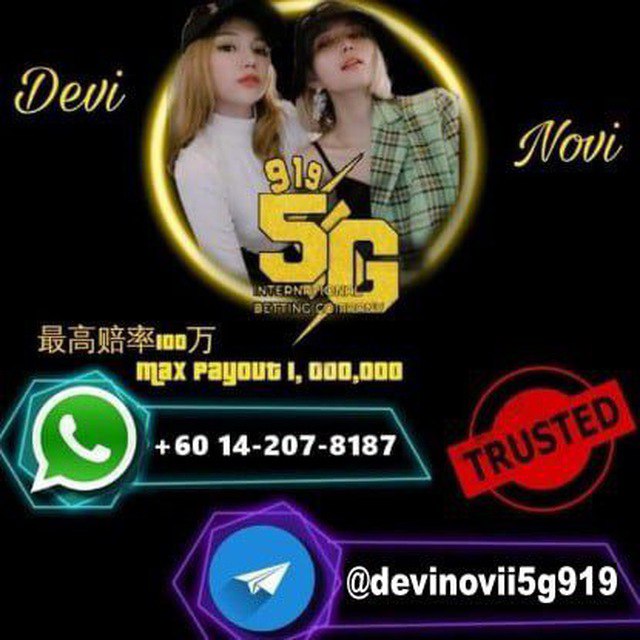 Devi
Novi
919
5G
INTERNATIONAL
BETTING COMPANY
最高赔率100万
MAX PAYOUT 1, 000,000
+60 14-207-8187
TRUSTED
@devinovii5g919